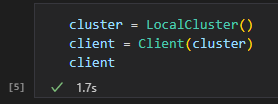 cluster = LocalCluster()
client = Client(cluster)
client
[5]
1.7s